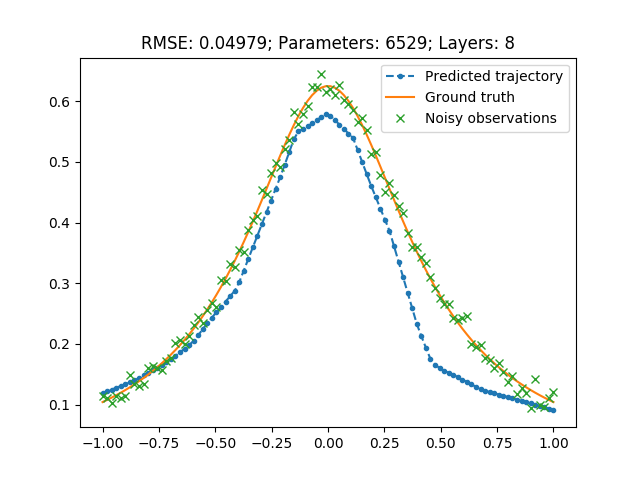 RMSE: 0.04979; Parameters: 6529; Layers: 8
Predicted trajectory
Ground truth
Noisy observations
0.6
0.5
0.4
0.3
0.2
0.1
−1.00 −0.75 −0.50 −0.25 0.00 0.25 0.50 0.75 1.00